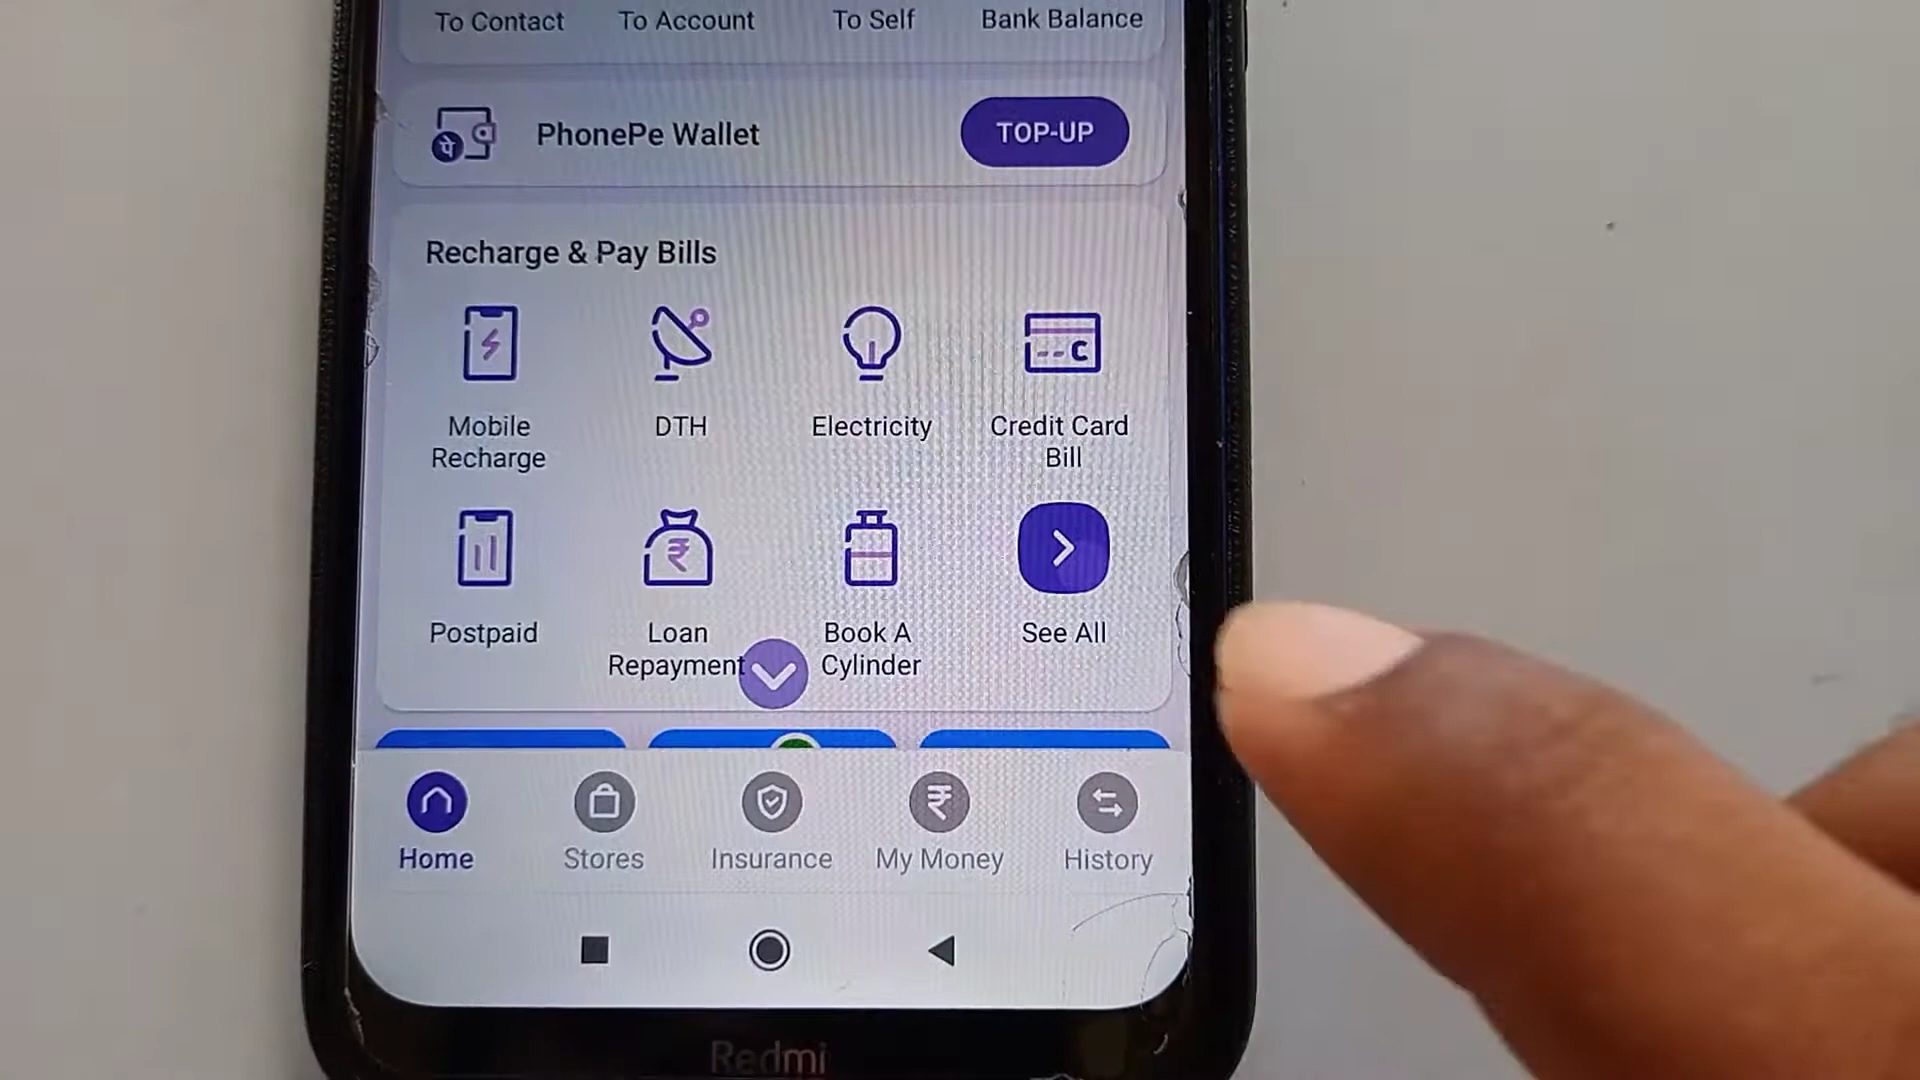 To Contact To Account To Self Bank Balance
पे PhonePe Wallet TOP-UP
Recharge & Pay Bills
C
Mobile Recharge
DTH
Electricity
Credit Card Bill
₹
Postpaid
Loan Repayment
Book A Cylinder
See All
₹
Home Stores Insurance My Money History
Redmi